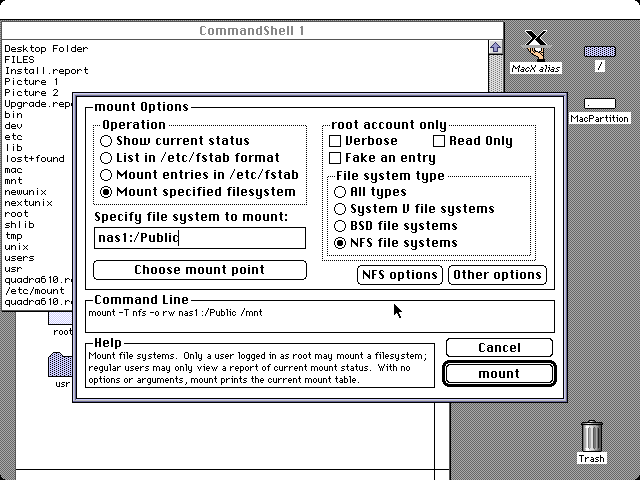 CommandShell 1
Desktop Folder
FILES
Install.report
Picture 1
Picture 2
Upgrade.repo
bin
dev
etc
lib
lost+found
mac
mnt
newunix
nextunix
root
shlib
tmp
unix
users
usr
quadra610.ro
/etc/mount
quadra610.ro
mount Options
Operation
Show current status
List in /etc/fstab format
Mount entries in /etc/fstab
Mount specified filesystem
Specify file system to mount:
nas1:/Public
Choose mount point
root account only
Verbose
Read Only
Fake an entry
File system type
All types
System V file systems
BSD file systems
NFS file systems
NFS options
Other options
Command Line
mount -T nfs -o rw nas1:/Public /mnt
Help
Mount file systems. Only a user logged in as root may mount a filesystem;
regular users may only view a report of current mount status. With no
options or arguments, mount prints the current mount table.
Cancel
mount
root
usr
MacX alias
/
MacPartition
Trash